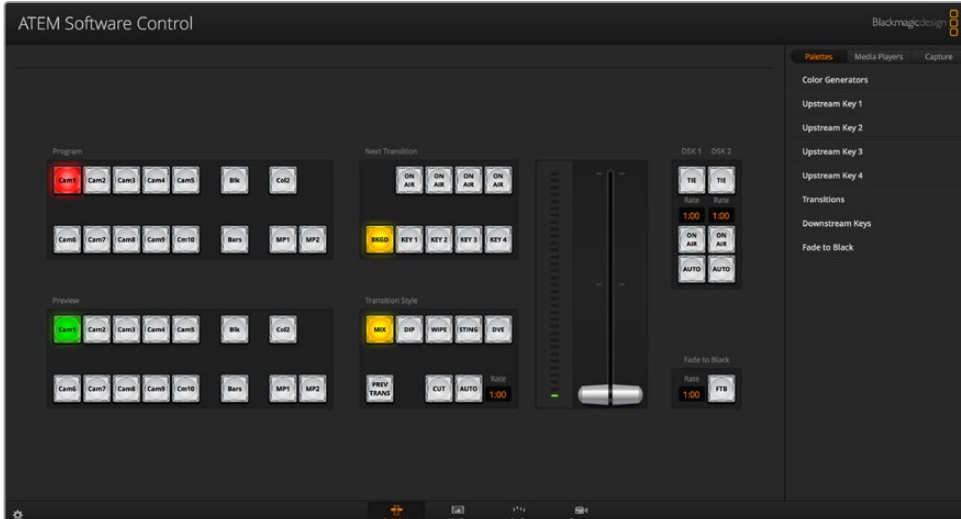 ATEM Software Control
Blackmagicdesign
Palettes Media Players Capture
Color Generators
Upstream Key 1
Upstream Key 2
Upstream Key 3
Upstream Key 4
Transitions
Downstream Keys
Fade to Black
Program
Cam1 Cam2 Cam3 Cam4 Cam5 Blk Col2
Cam6 Cam7 Cam8 Cam9 Cm10 Bars MP1 MP2
Next Transition
ON AIR ON AIR ON AIR ON AIR
BKGD KEY 1 KEY 2 KEY 3 KEY 4
DSK 1 DSK 2
TIE TIE
Rate Rate
1:00 1:00
ON AIR ON AIR
AUTO AUTO
Preview
Cam1 Cam2 Cam3 Cam4 Cam5 Blk Col2
Cam6 Cam7 Cam8 Cam9 Cm10 Bars MP1 MP2
Transition Style
MIX DIP WIPE STING DVE
PREV TRANS CUT AUTO Rate 1:00
Fade to Black
Rate
1:00 FTB